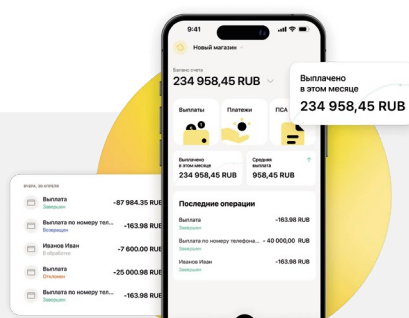 9:41
Новый магазин
Баланс счета
234 958,45 RUB
Выплаты
Платежи
ПСА
Выплачено
в этом месяце
234 958,45 RUB
Средняя
выплата
958,45 RUB
Последние операции
Выплата
-163.98 RUB
Завершен
Выплата по номеру телефона...
- 40 000,00 RUB
Завершен
Иванов Иван
-163.98 RUB
Завершен
Выплачено
в этом месяце
234 958,45 RUB
ВЧЕРА, 30 АПРЕЛЯ
Выплата
-87 984.35 RUB
Завершен
Выплата по номеру тел...
-163.98 RUB
Возвращен
Иванов Иван
-7 600.00 RUB
В обработке
Выплата
-25 000.98 RUB
Отклонен
Выплата по номеру тел...
-163.98 RUB
Завершен